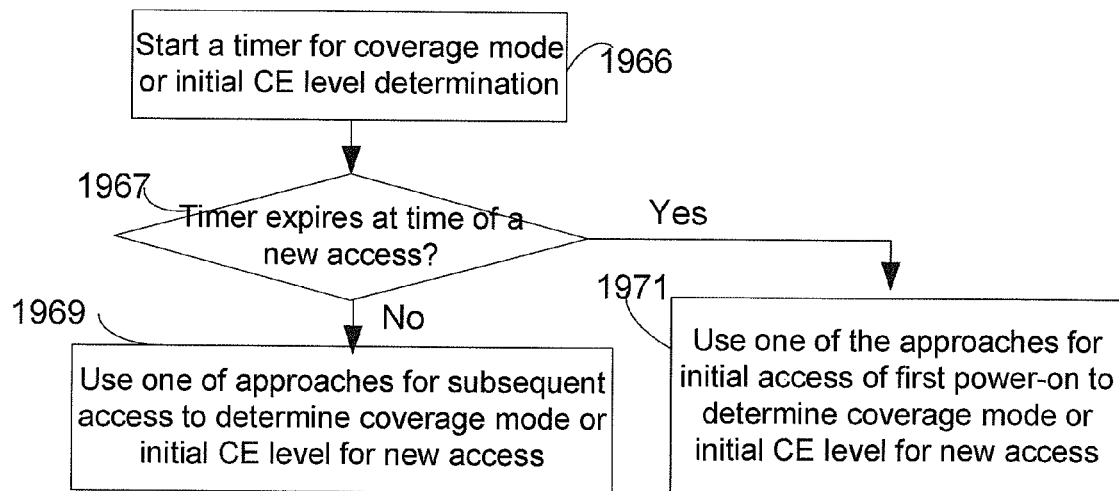 Start a timer for coverage mode
or initial CE level determination
1966
1967
Timer expires at time of a
new access?
Yes
No
1969
Use one of approaches for subsequent
access to determine coverage mode or
initial CE level for new access
1971
Use one of the approaches for
initial access of first power-on to
determine coverage mode or
initial CE level for new access